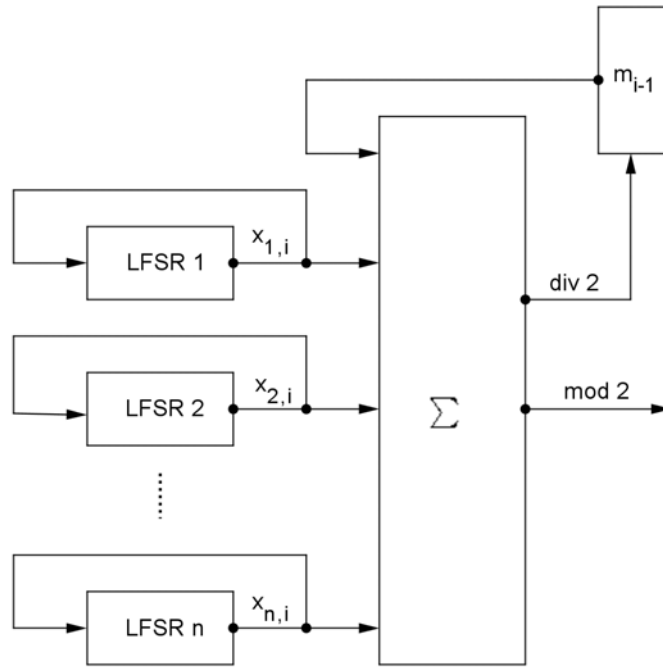 m_{i-1}
x_{1,i}
LFSR 1
div 2
x_{2,i}
LFSR 2
Σ
mod 2
x_{n,i}
LFSR n